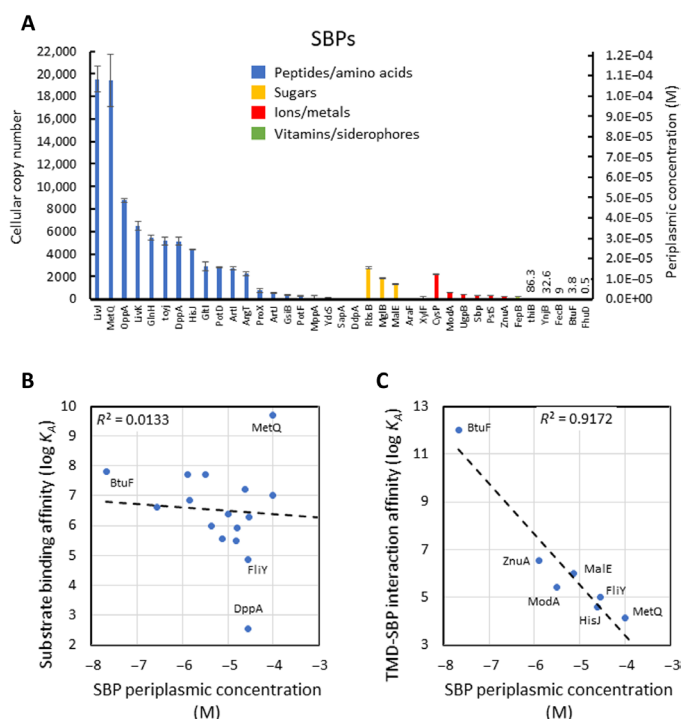 A
SBPs
Cellular copy number
22,000
20,000
18,000
16,000
14,000
12,000
10,000
8,000
6,000
4000
2000
0
Peptides/amino acids
Sugars
Ions/metals
Vitamins/siderophores
1.2E−04
1.1E−04
1.0E−04
9.0E−05
8.0E−05
7.0E−05
6.0E−05
5.0E−05
4.0E−05
3.0E−05
2.0E−05
1.0E−05
0.0E+00
Periplasmic concentration (M)
86.3
32.6
9
3.8
0.5
LivJ
MetQ
OppA
LivK
GlnH
DppA
HisJ
GltI
PotD
ArtI
ArgT
ProX
ArtJ
GsiB
PotF
MppA
YdcS
SapA
DdpA
RbsB
MglB
MalE
AraF
XylF
CysP
ModA
UgpB
Sbp
PstS
ZnuA
FepB
thiB
YnjB
FecB
BtuF
FhuD
B
R² = 0.0133
Substrate binding affinity (log K_A)
10
9
8
7
6
5
4
3
2
MetQ
BtuF
FliY
DppA
−8
−7
−6
−5
−4
−3
SBP periplasmic concentration
(M)
C
R² = 0.9172
TMD-SBP interaction affinity (log K_A)
13
11
9
7
5
3
BtuF
ZnuA
MalE
ModA
FliY
HisJ
MetQ
−8
−7
−6
−5
−4
−3
SBP periplasmic concentration
(M)